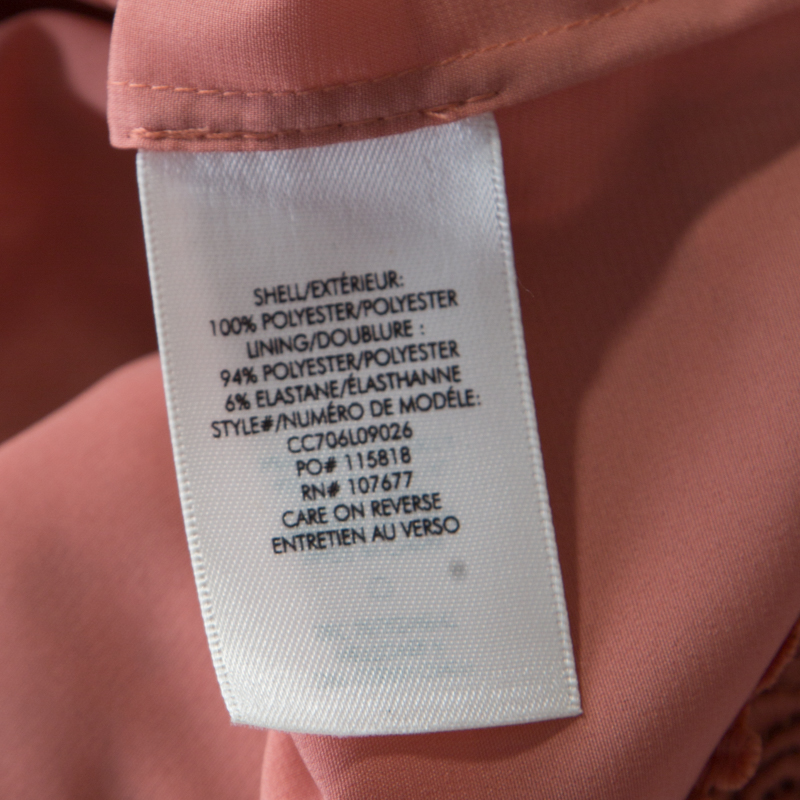 SHELL/EXTÉRIEUR:
100% POLYESTER/POLYESTER
LINING/DOUBLURE :
94% POLYESTER/POLYESTER
6% ELASTANE/ÉLASTHANNE
STYLE#/NUMÉRO DE MODÉLE:
CC706L09026
PO# 115818
RN# 107677
CARE ON REVERSE
ENTRETIEN AU VERSO